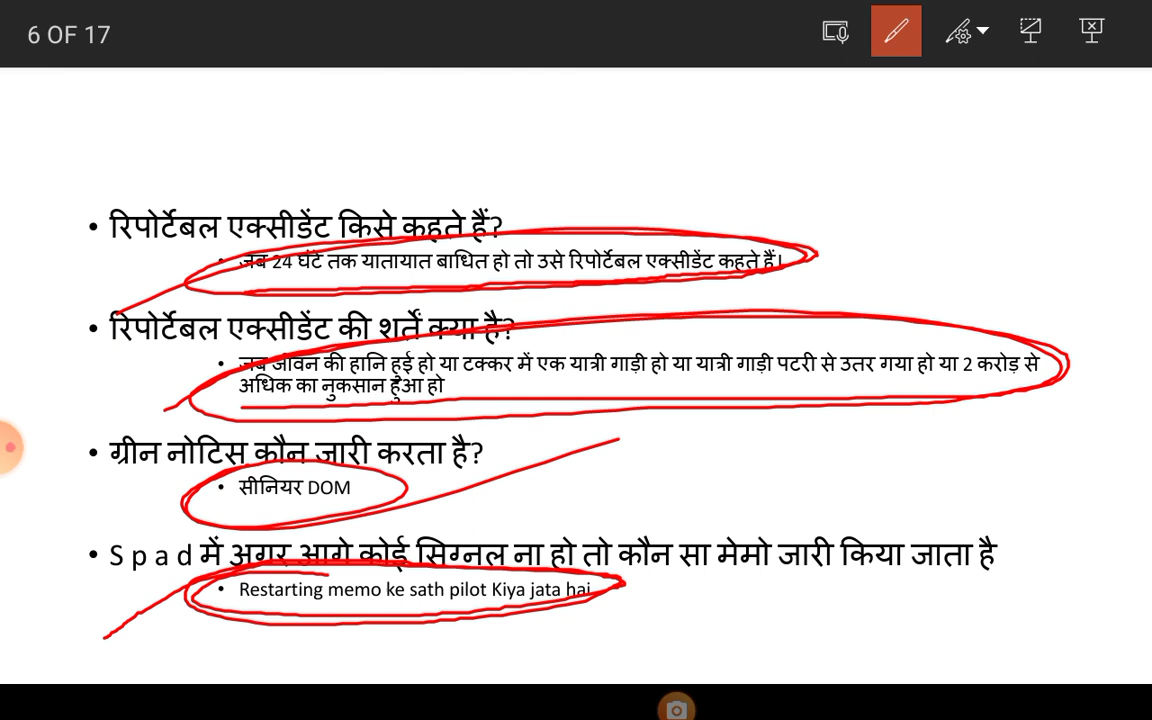 6 OF 17
• रिपोर्टेबल एक्सीडेंट किसे कहते हैं?
• जब 24 घंटे तक यातायात बाधित हो तो उसे रिपोर्टेबल एक्सीडेंट कहते हैं।
• रिपोर्टेबल एक्सीडेंट की शर्तें क्या है?
• जब जीवन की हानि हुई हो या टक्कर में एक यात्री गाड़ी हो या यात्री गाड़ी पटरी से उतर गया हो या 2 करोड़ से
अधिक का नुकसान हुआ हो
• ग्रीन नोटिस कौन जारी करता है?
• सीनियर DOM
• S p a d में अगर आगे कोई सिग्नल ना हो तो कौन सा मेमो जारी किया जाता है
• Restarting memo ke sath pilot Kiya jata hai